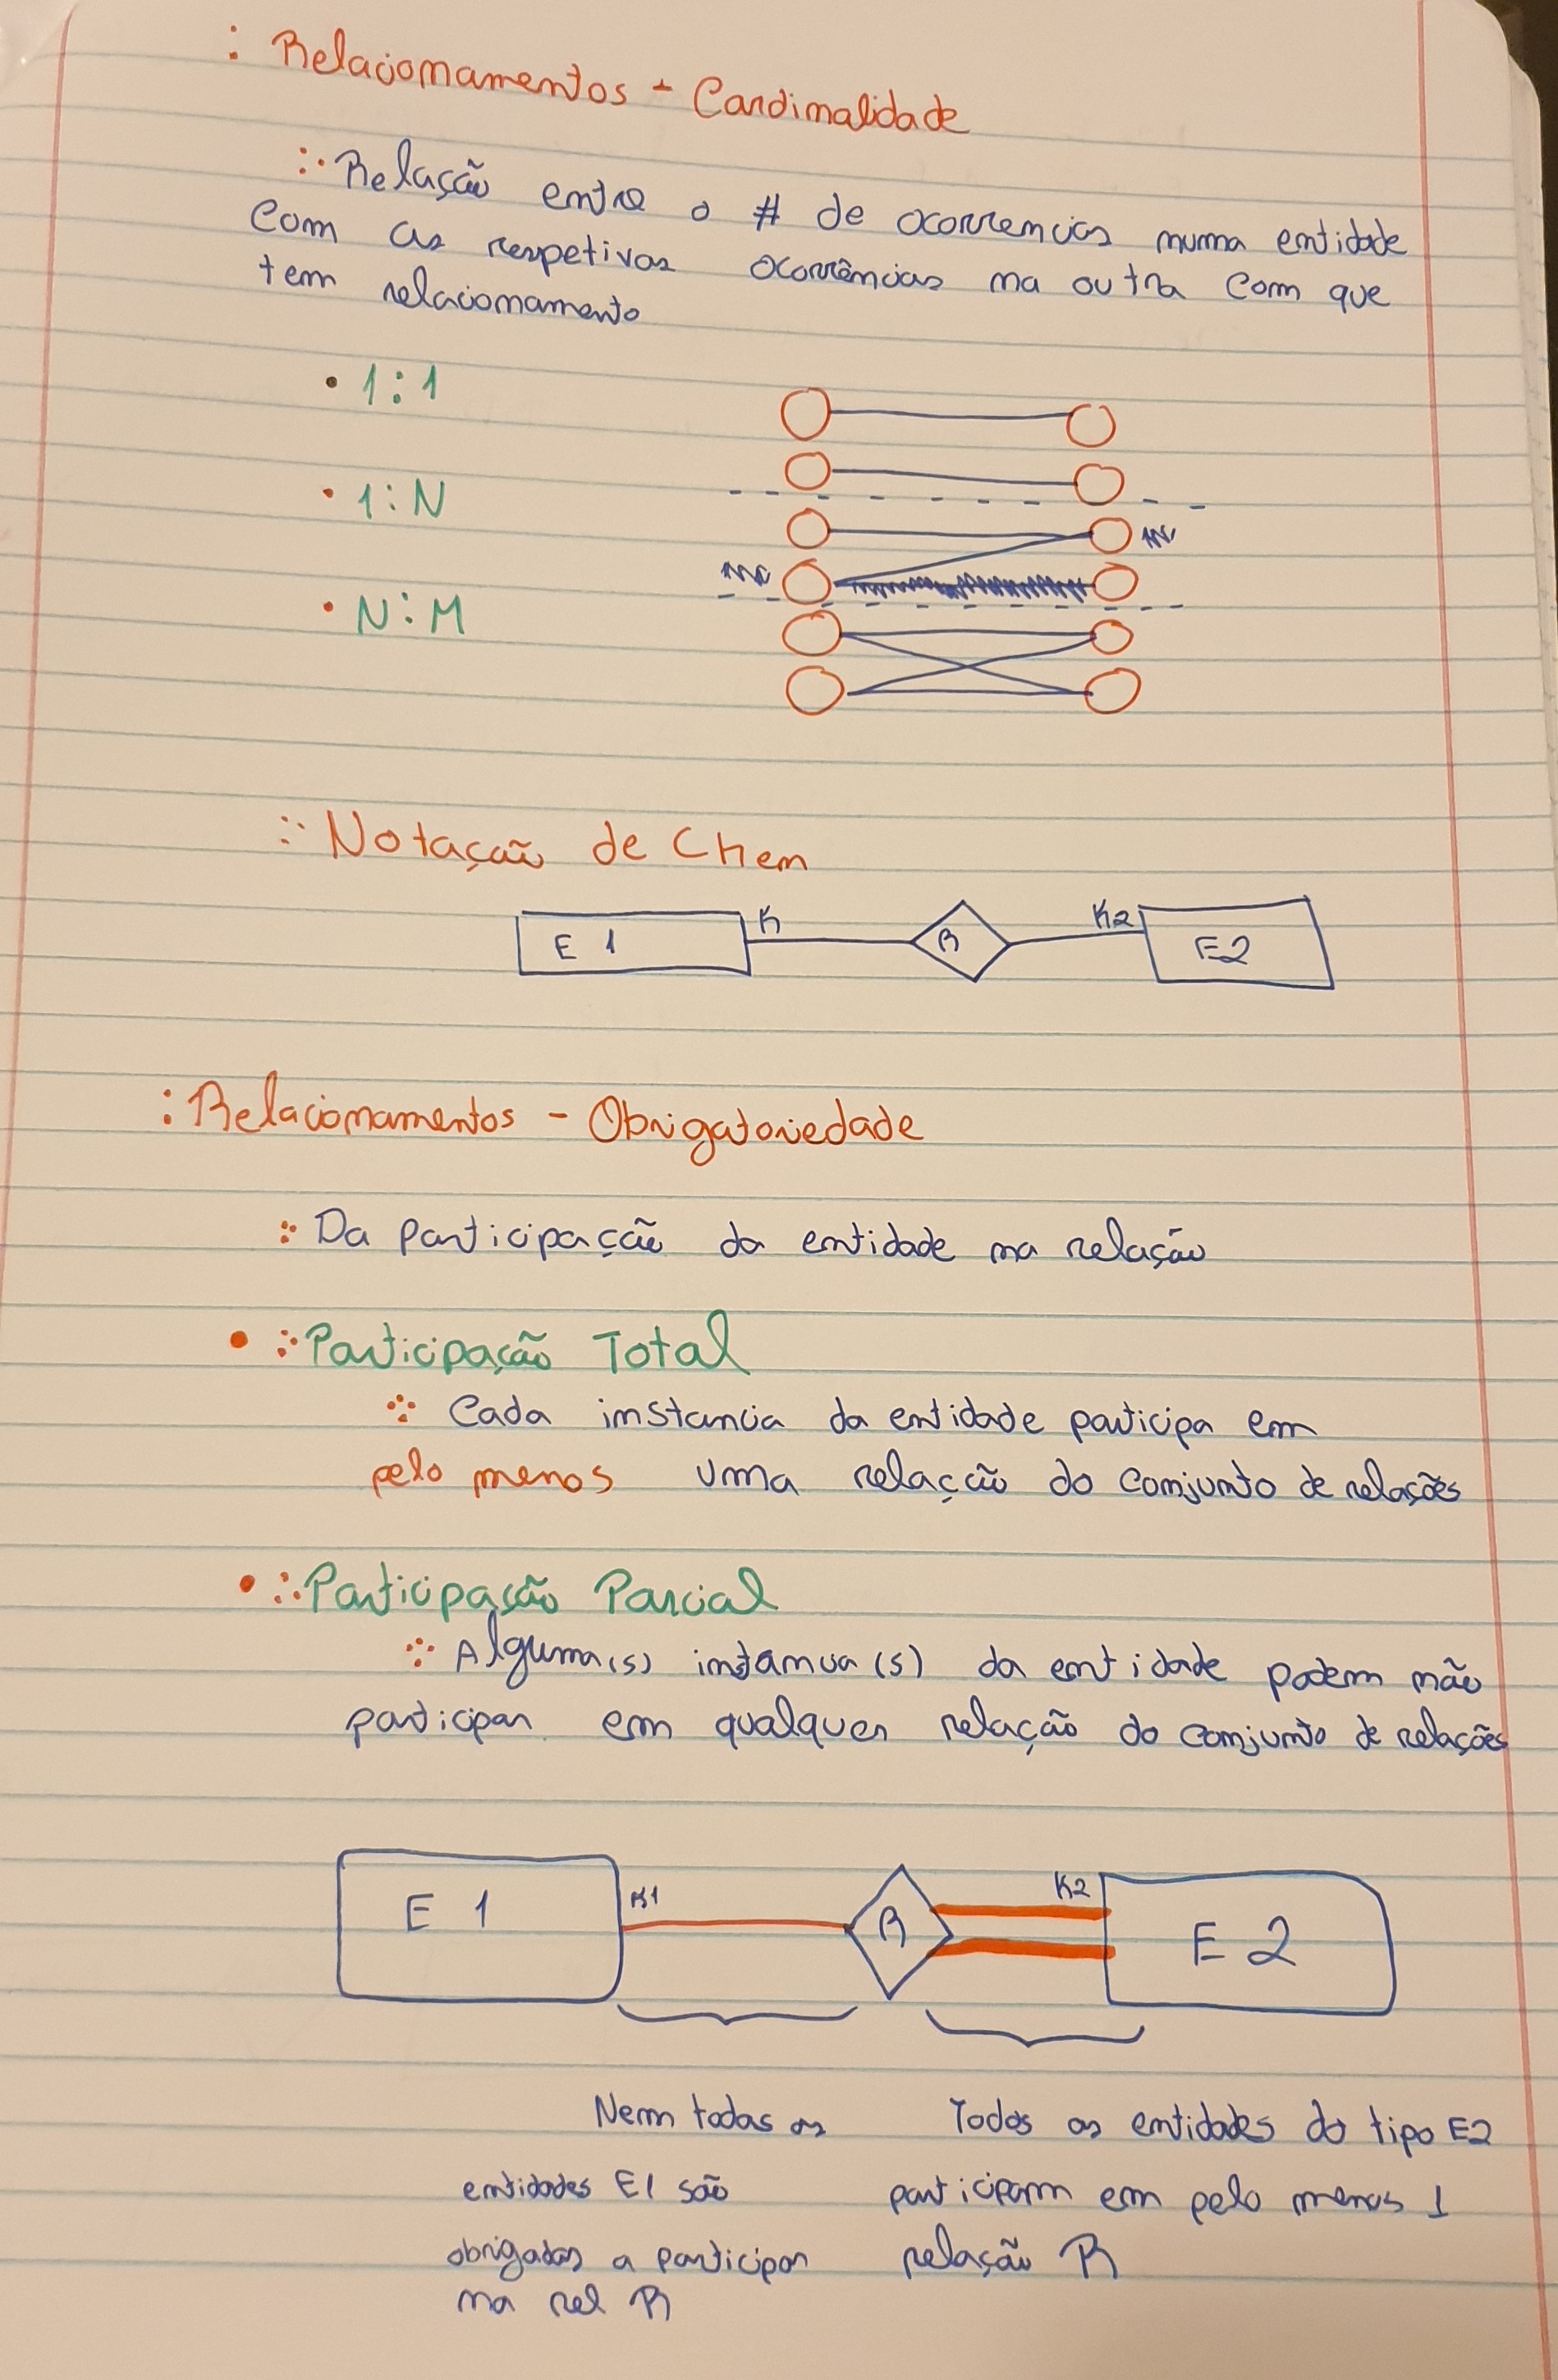 Relacionamentos - Cardinalidade
Relação entre o # de ocorrencias numa entidade
Com as respetivas ocorrências na outra com que
tem relacionamento
• 1:1
• 1:N
• N:M
Notação de Chen
E 1 K R K2 E2
Relacionamentos - Obrigatoriedade
Da participação da entidade na relação
• Participação Total
Cada instancia da entidade participa em
pelo menos uma relação do conjunto de relações
• Participação Parcial
Alguma(s) instancia(s) da entidade podem não
participar em qualquer relação do conjunto de relações
E 1 K1 R K2 E 2
Nem todas as
entidades E1 são
obrigadas a participar
na rel R
Todos as entidades do tipo E2
participam em pelo menos 1
relação R